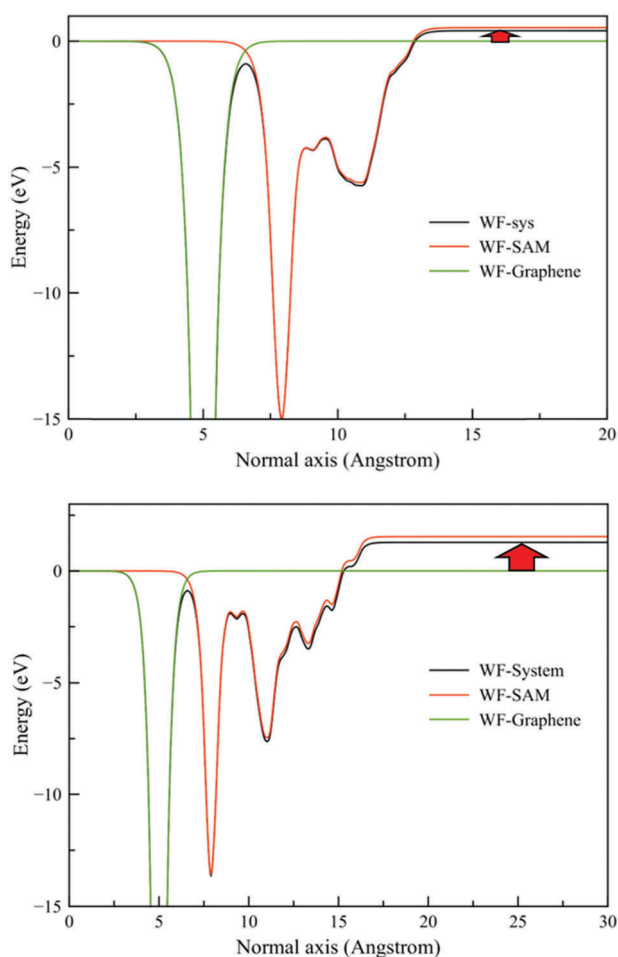 0
−5
−10
−15
Energy (eV)
WF-sys
WF-SAM
WF-Graphene
0
5
10
15
20
Normal axis (Angstrom)
0
−5
−10
−15
Energy (eV)
WF-System
WF-SAM
WF-Graphene
0
5
10
15
20
25
30
Normal axis (Angstrom)